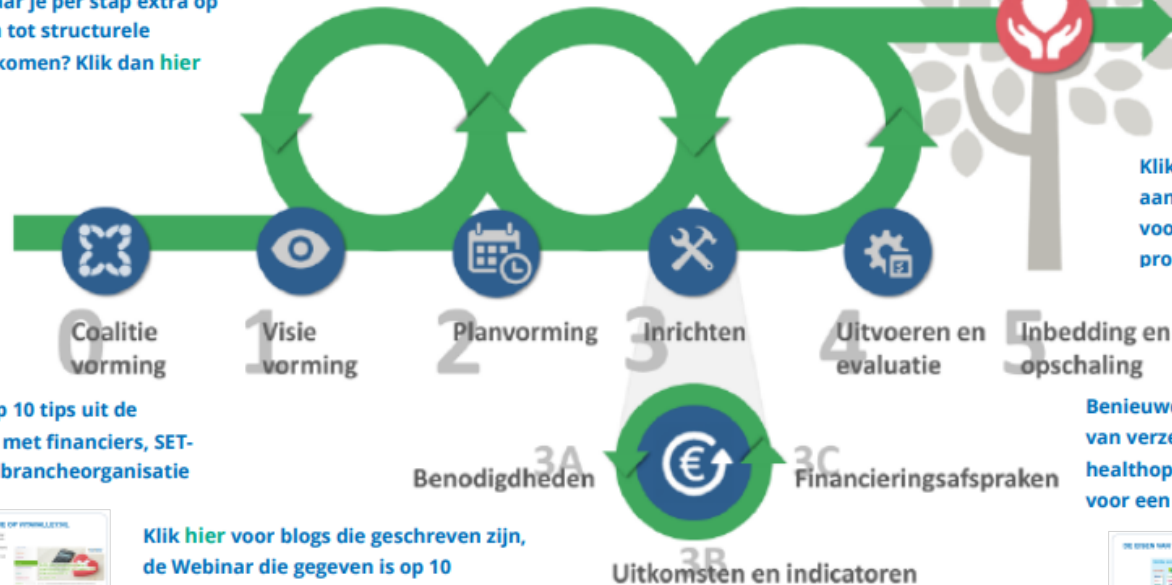 ar je per stap extra op
tot structurele
komen? Klik dan hier
Klik
aan
voo
pro
0 Coalitie
vorming
1 Visie
vorming
2 Planvorming
3 Inrichten
4 Uitvoeren en
evaluatie
5 Inbedding en
opschaling
p 10 tips uit de
met financiers, SET-
brancheorganisatie
3A
Benodigdheden
3C
Financieringsafspraken
3B
Uitkomsten en indicatoren
Benieuw
van verze
healthop
voor een
Klik hier voor blogs die geschreven zijn,
de Webinar die gegeven is op 10